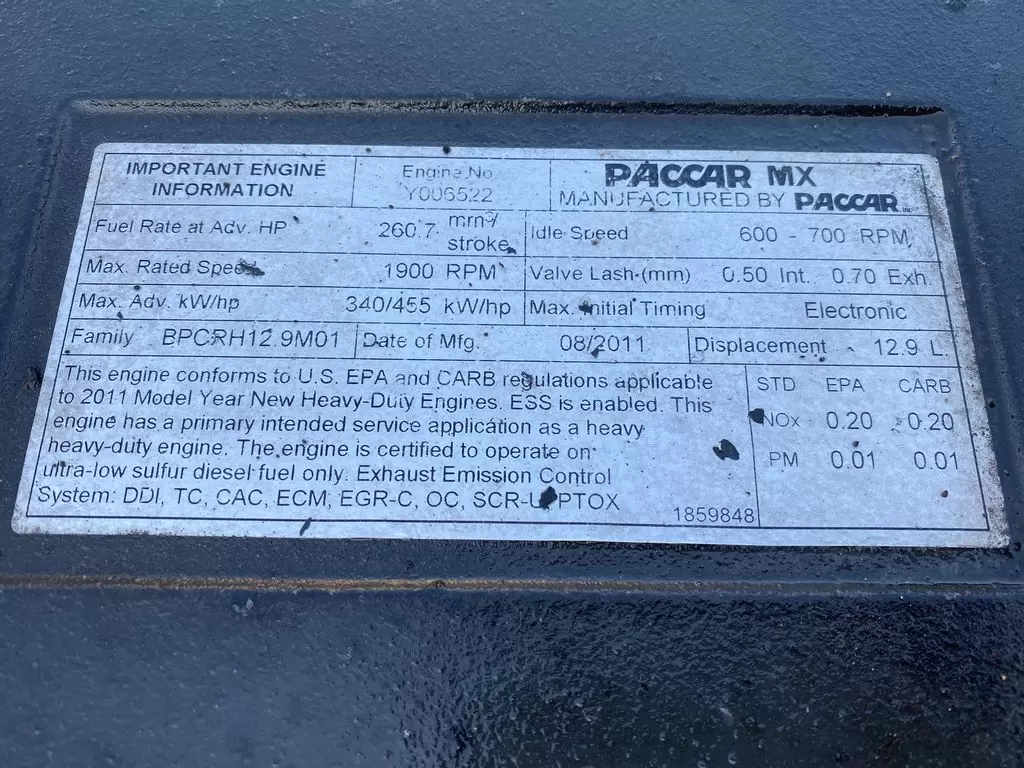 IMPORTANT ENGINE
INFORMATION
Engine No
Y006522
PACCAR MX
MANUFACTURED BY PACCAR
Fuel Rate at Adv. HP 260.7 mm³/
stroke
Idle Speed 600 - 700 RPM
Max. Rated Speed 1900 RPM
Valve Lash (mm) 0.50 Int. 0.70 Exh.
Max. Adv. kW/hp 340/455 kW/hp
Max. Initial Timing Electronic
Family BPCRH12.9M01
Date of Mfg. 08/2011
Displacement 12.9 L.
This engine conforms to U.S. EPA and CARB regulations applicable
to 2011 Model Year New Heavy-Duty Engines. ESS is enabled. This
engine has a primary intended service application as a heavy
heavy-duty engine. The engine is certified to operate on
ultra-low sulfur diesel fuel only. Exhaust Emission Control
System: DDI, TC, CAC, ECM, EGR-C, OC, SCR-U, PTOX
1859848
STD EPA CARB
NOx 0.20 0.20
PM 0.01 0.01